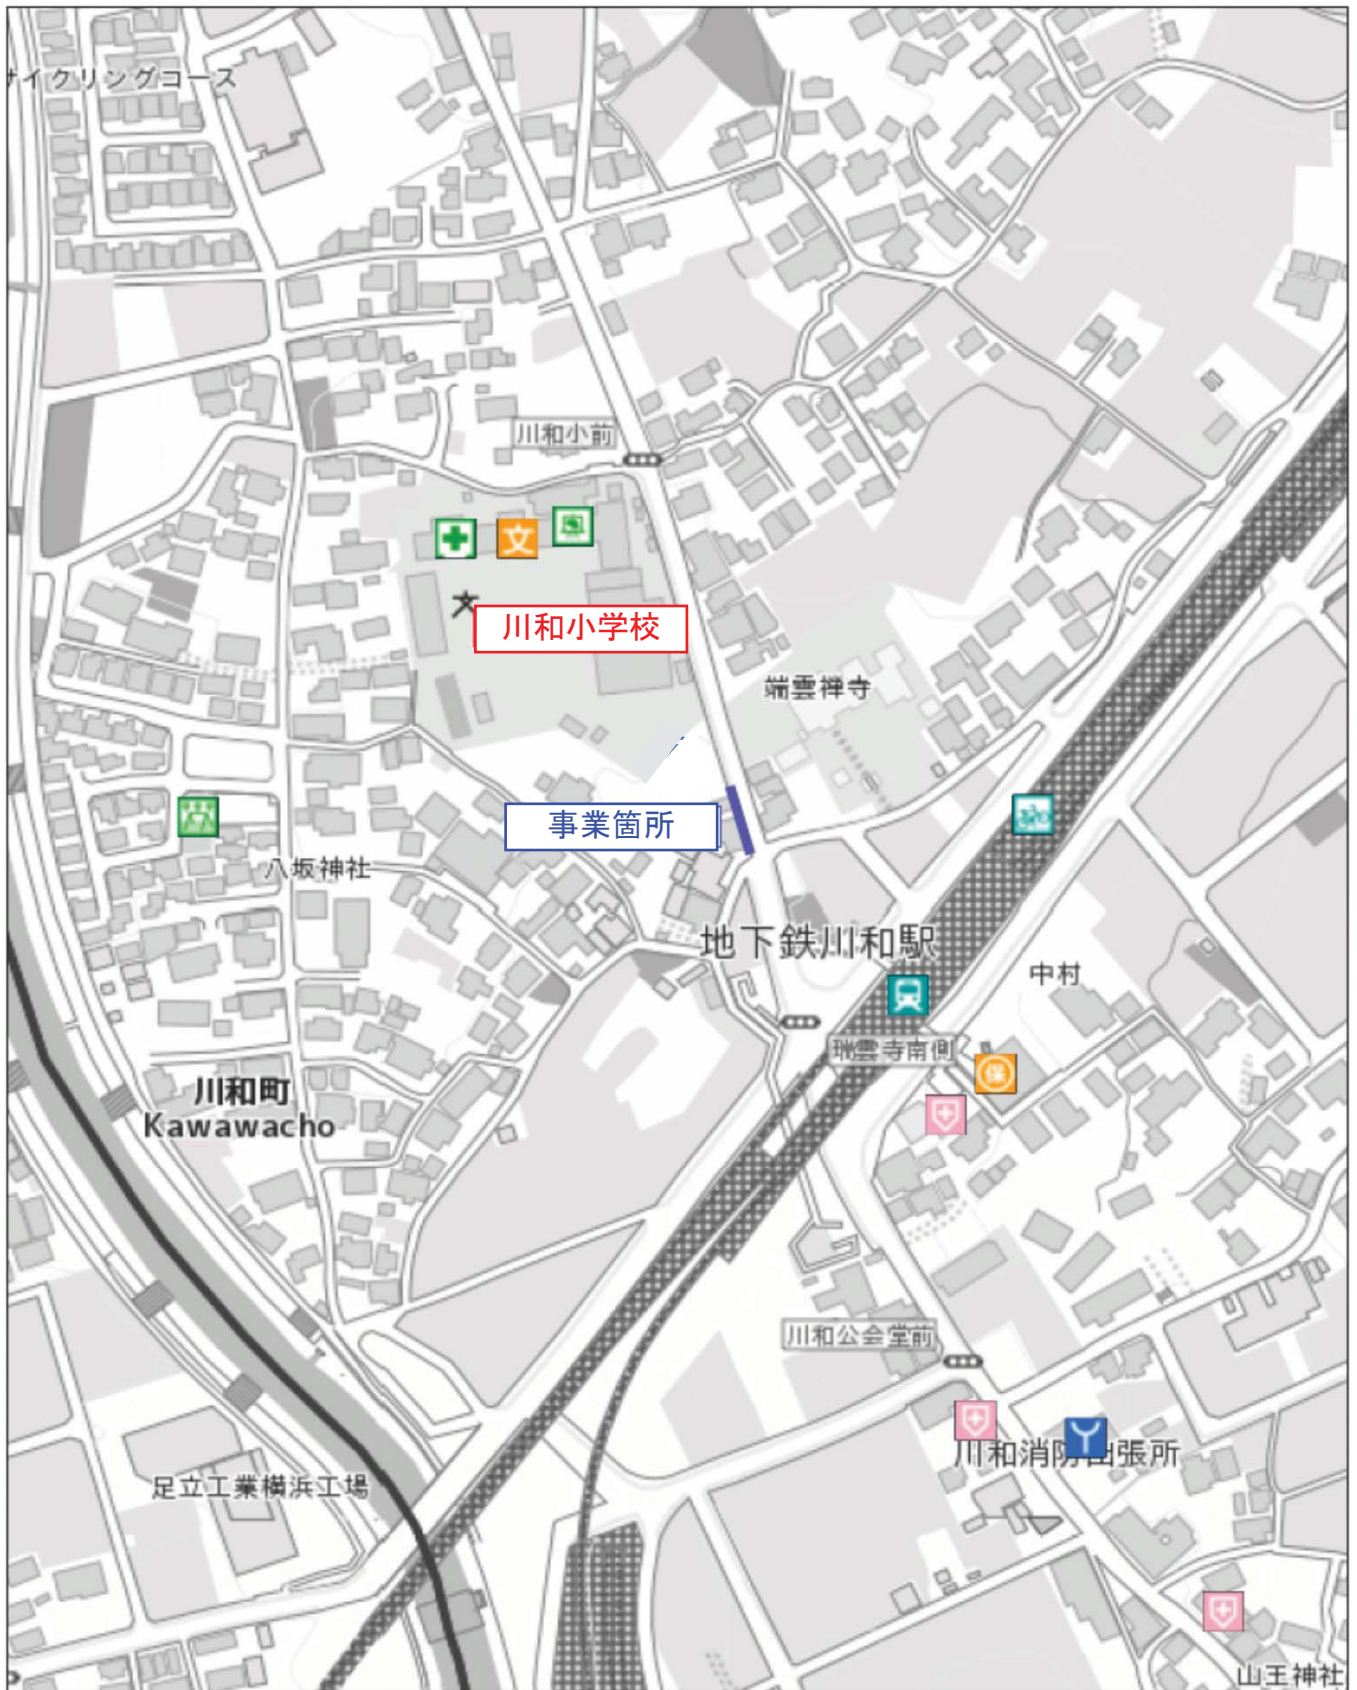 サイクリングコース
川和小前
文
川和小学校
端雲禅寺
事業箇所
八坂神社
地下鉄川和駅
中村
瑞雲寺南側
保
川和町
Kawawacho
川和公会堂前
川和消防出張所
足立工業横浜工場
山王神社